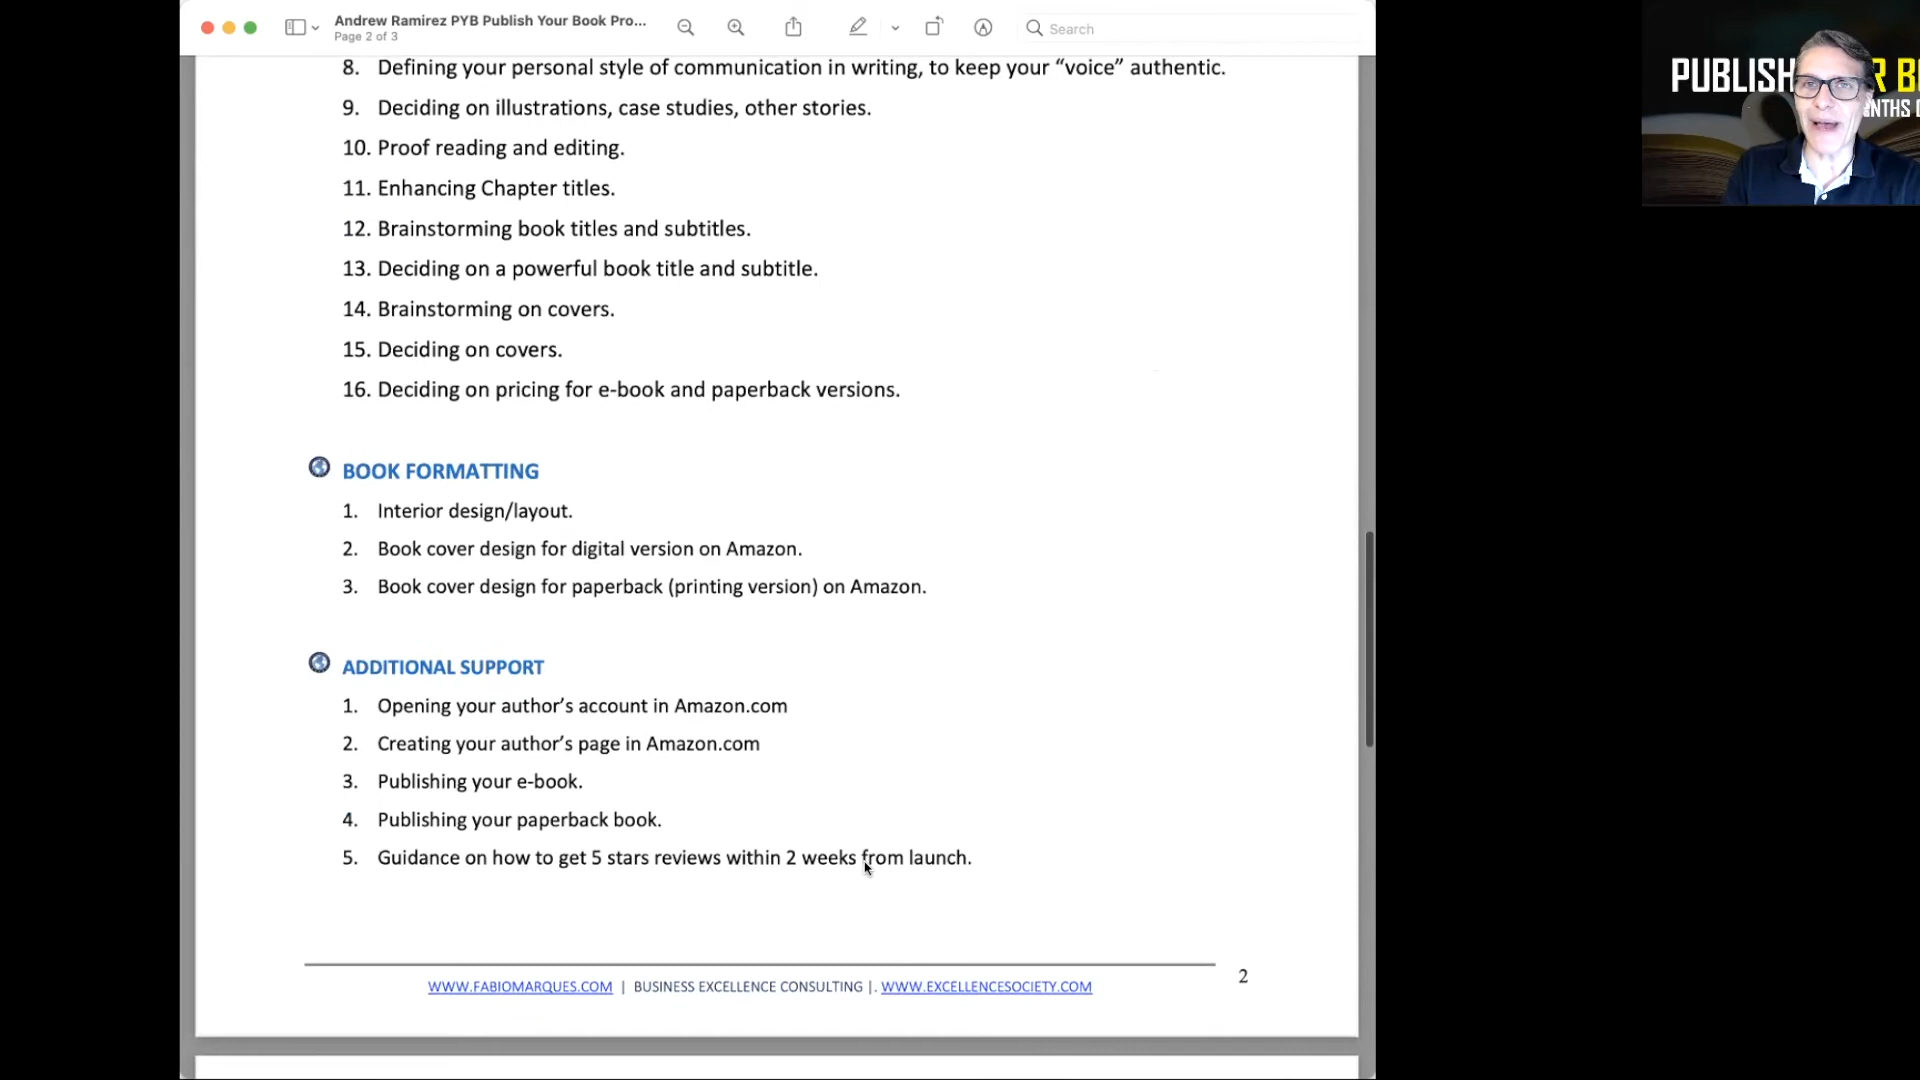 Andrew Ramirez PYB Publish Your Book Pro...
Page 2 of 3
Search
8. Defining your personal style of communication in writing, to keep your “voice” authentic.
9. Deciding on illustrations, case studies, other stories.
10. Proof reading and editing.
11. Enhancing Chapter titles.
12. Brainstorming book titles and subtitles.
13. Deciding on a powerful book title and subtitle.
14. Brainstorming on covers.
15. Deciding on covers.
16. Deciding on pricing for e-book and paperback versions.
BOOK FORMATTING
1. Interior design/layout.
2. Book cover design for digital version on Amazon.
3. Book cover design for paperback (printing version) on Amazon.
ADDITIONAL SUPPORT
1. Opening your author’s account in Amazon.com
2. Creating your author’s page in Amazon.com
3. Publishing your e-book.
4. Publishing your paperback book.
5. Guidance on how to get 5 stars reviews within 2 weeks from launch.
2
WWW.FABIOMARQUES.COM | BUSINESS EXCELLENCE CONSULTING |. WWW.EXCELLENCESOCIETY.COM
PUBLISH